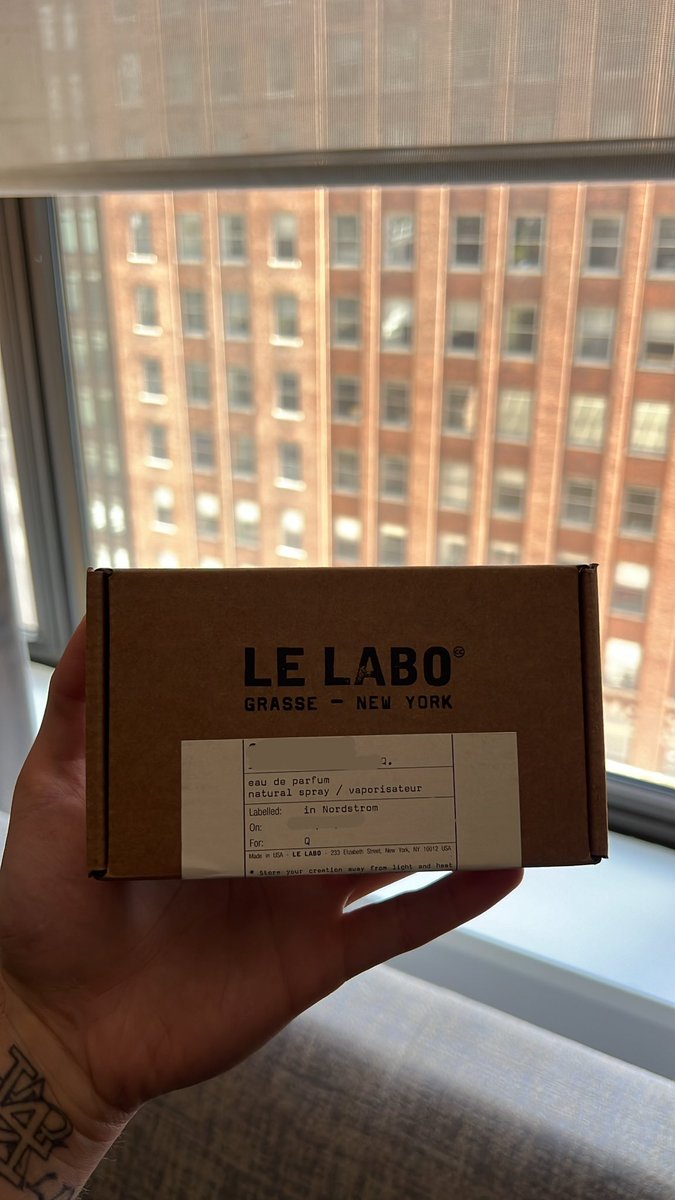 LE LABO
GRASSE — NEW YORK
eau de parfum
natural spray / vaporisateur
Labelled: in Nordstrom
On:
For: Q
Made in USA · LE LABO · 233 Elizabeth Street, New York, NY 10012 USA
* Store your creation away from light and heat